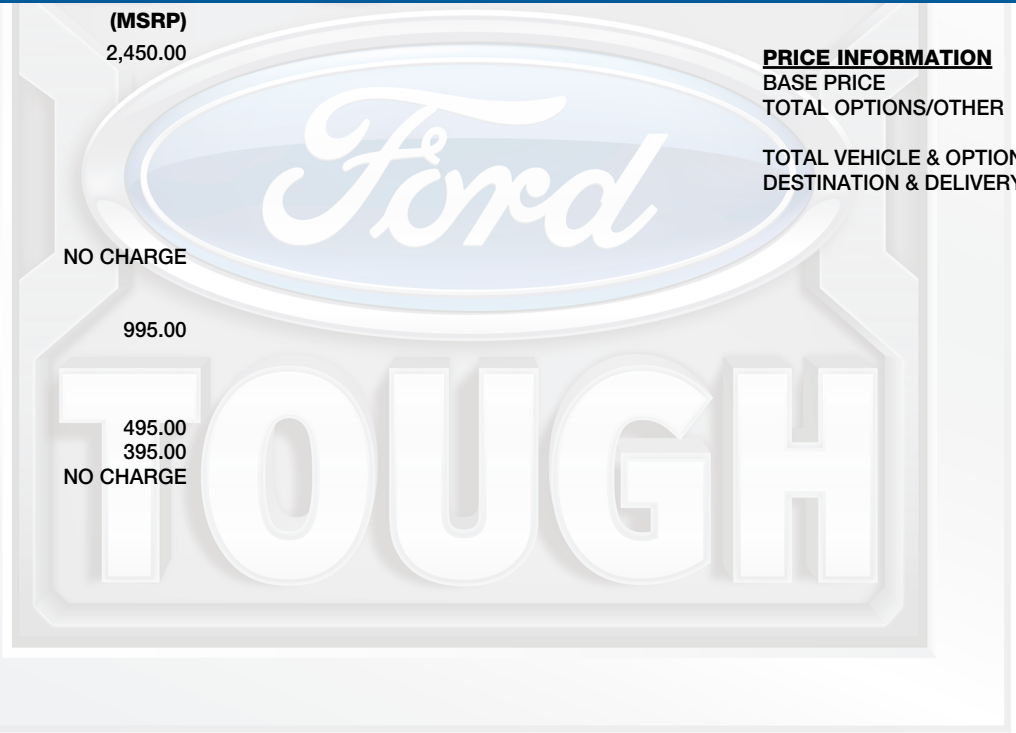 (MSRP)
2,450.00
NO CHARGE
995.00
495.00
395.00
NO CHARGE
PRICE INFORMATION
BASE PRICE
TOTAL OPTIONS/OTHER
TOTAL VEHICLE & OPTION
DESTINATION & DELIVERY
Ford
TOUGH